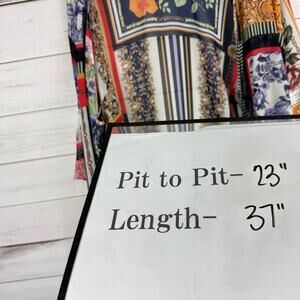 Pit to Pit- 23"
Length- 37"